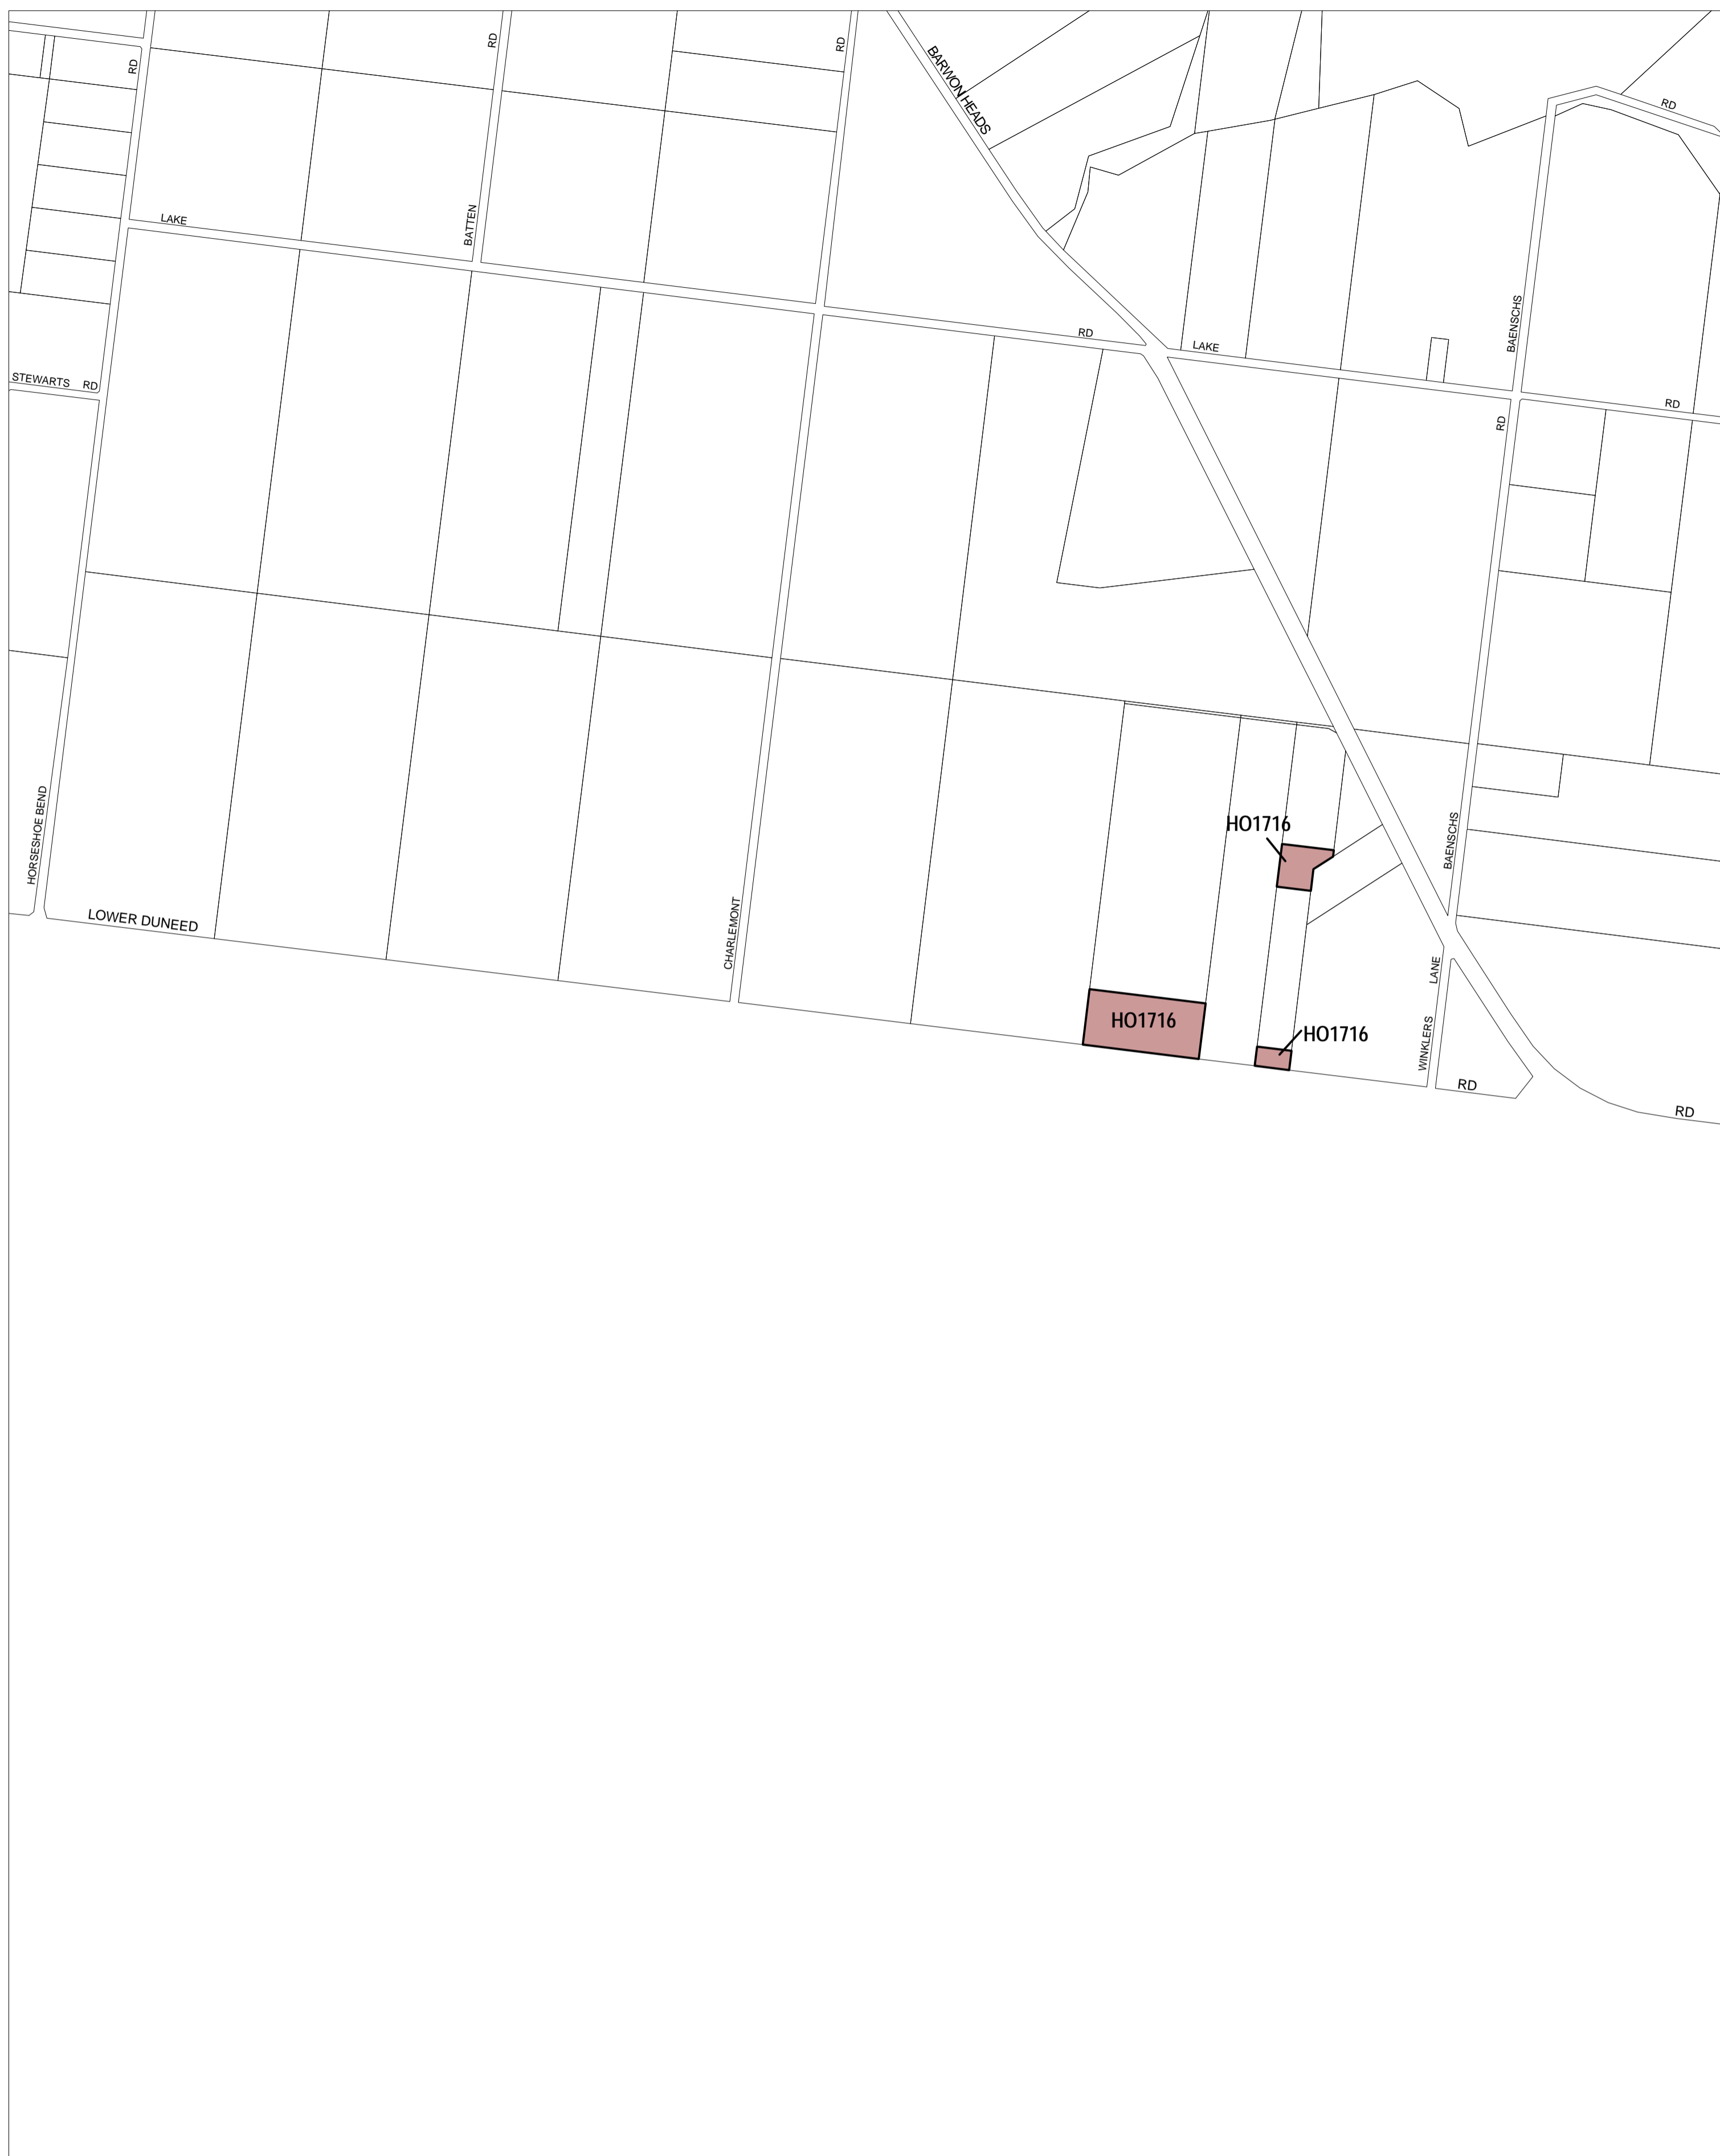 RD
RD
RD
BARWON HEADS
RD
LAKE
BATTEN
RD
LAKE
BAENSCHS
STEWARTS RD
RD
RD
HORSESHOE BEND
HO1716
BAENSCHS
LOWER DUNEED
CHARLEMONT
LANE
HO1716
HO1716
WINKLERS
RD
RD